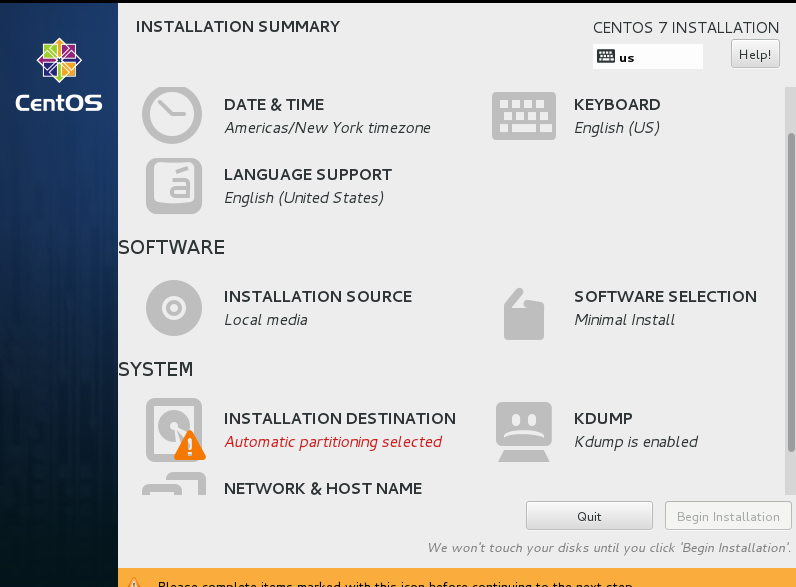 INSTALLATION SUMMARY
CENTOS 7 INSTALLATION
us
Help!
CentOS
DATE & TIME
Americas/New York timezone
KEYBOARD
English (US)
LANGUAGE SUPPORT
English (United States)
SOFTWARE
INSTALLATION SOURCE
Local media
SOFTWARE SELECTION
Minimal Install
SYSTEM
INSTALLATION DESTINATION
Automatic partitioning selected
KDUMP
Kdump is enabled
NETWORK & HOST NAME
Quit
Begin Installation
We won't touch your disks until you click 'Begin Installation'.
Please complete items marked with this icon before continuing to the next step.